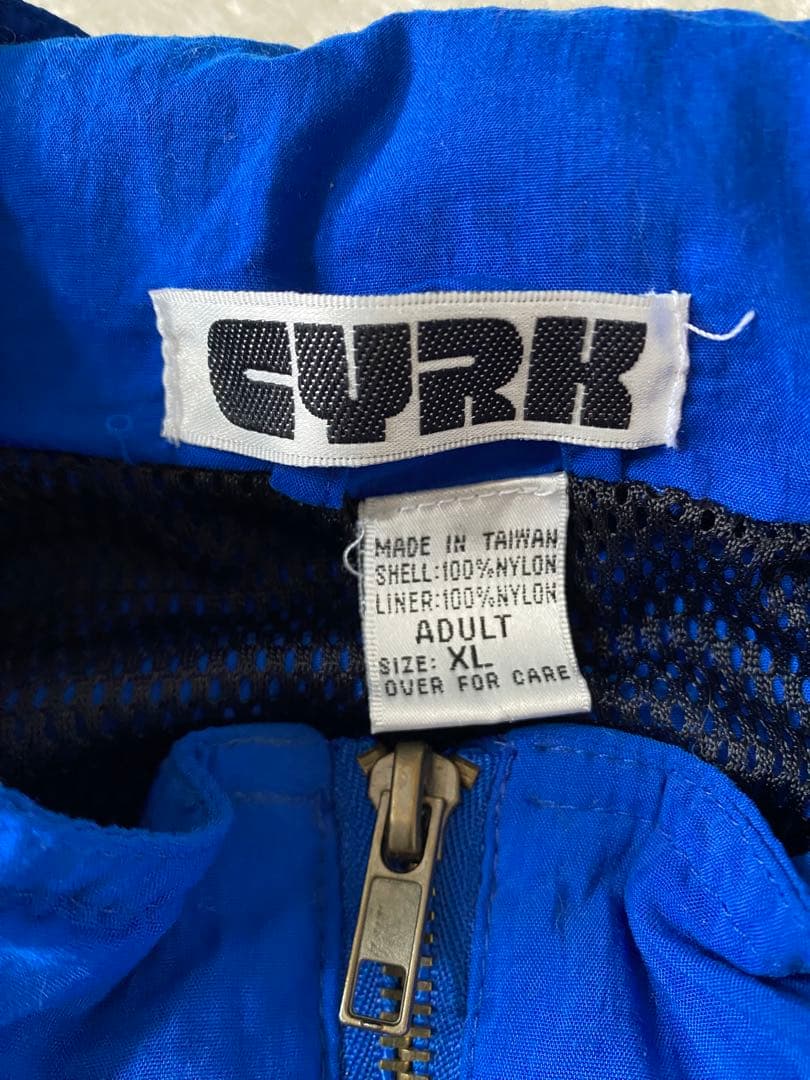 CYRK
MADE IN TAIWAN
SHELL:100%NYLON
LINER:100%NYLON
ADULT
SIZE: XL
OVER FOR CARE